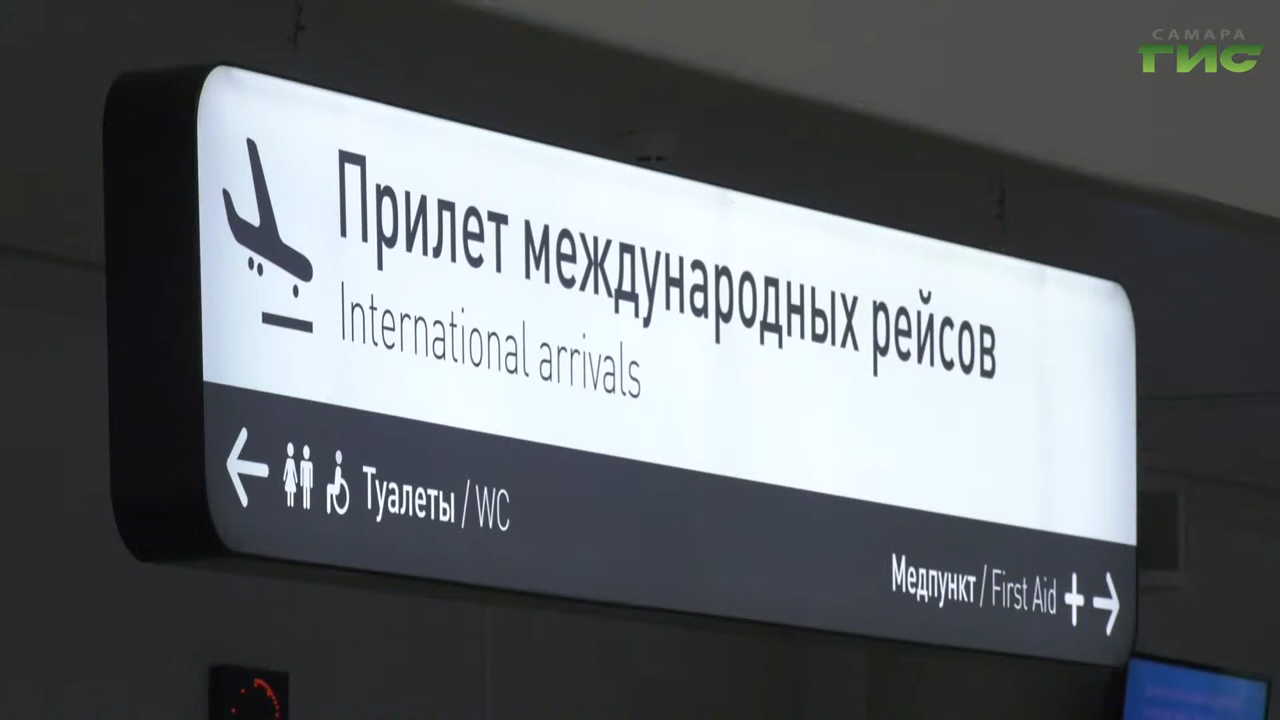 САМАРА
ГИС
Прилет международных рейсов
International arrivals
Туалеты / WC
Медпункт / First Aid